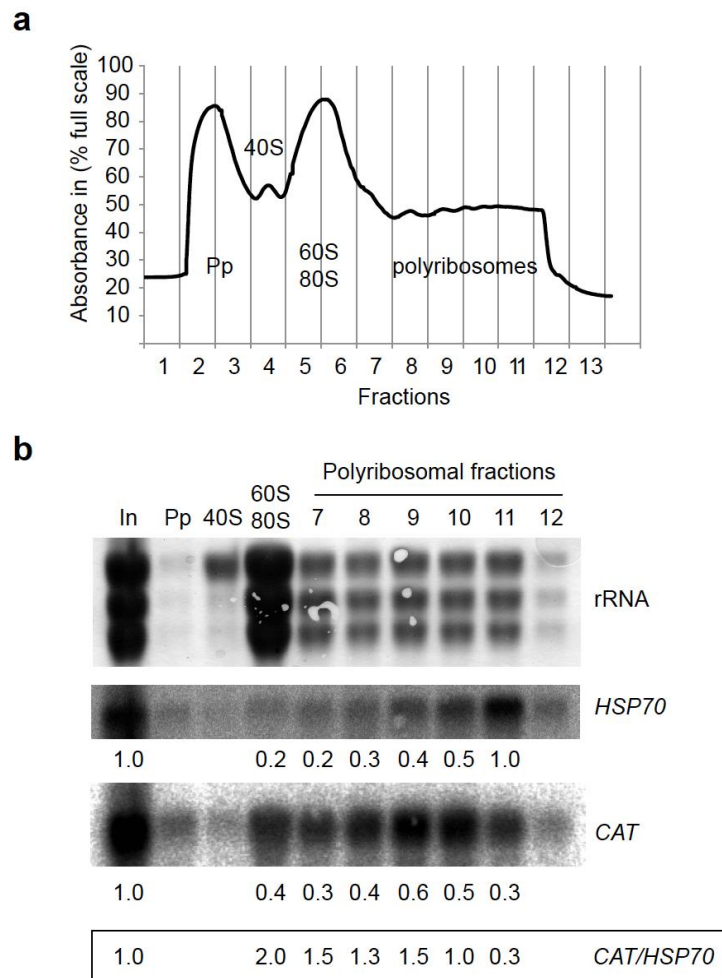 a
Absorbance in (% full scale)
100
90
80
70
60
50
40
30
20
10
40S
Pp
60S
80S
polyribosomes
1 2 3 4 5 6 7 8 9 10 11 12 13
Fractions
b
Polyribosomal fractions
In Pp 40S 60S 80S 7 8 9 10 11 12
rRNA
HSP70
1.0 0.2 0.2 0.3 0.4 0.5 1.0
CAT
1.0 0.4 0.3 0.4 0.6 0.5 0.3
1.0 2.0 1.5 1.3 1.5 1.0 0.3 CAT/HSP70